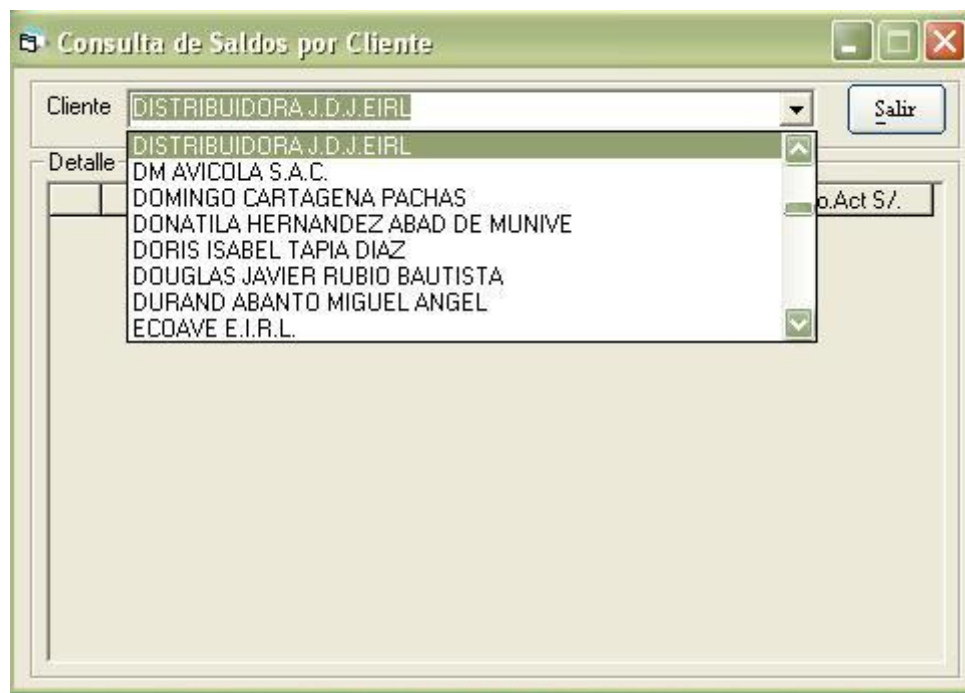 Consulta de Saldos por Cliente
Cliente DISTRIBUIDORA J.D.J.EIRL Salir
DISTRIBUIDORA J.D.J.EIRL
Detalle
DM AVICOLA S.A.C.
DOMINGO CARTAGENA PACHAS
o.Act S/.
DONATILA HERNANDEZ ABAD DE MUNIVE
DORIS ISABEL TAPIA DIAZ
DOUGLAS JAVIER RUBIO BAUTISTA
DURAND ABANTO MIGUEL ANGEL
ECOAVE E.I.R.L.